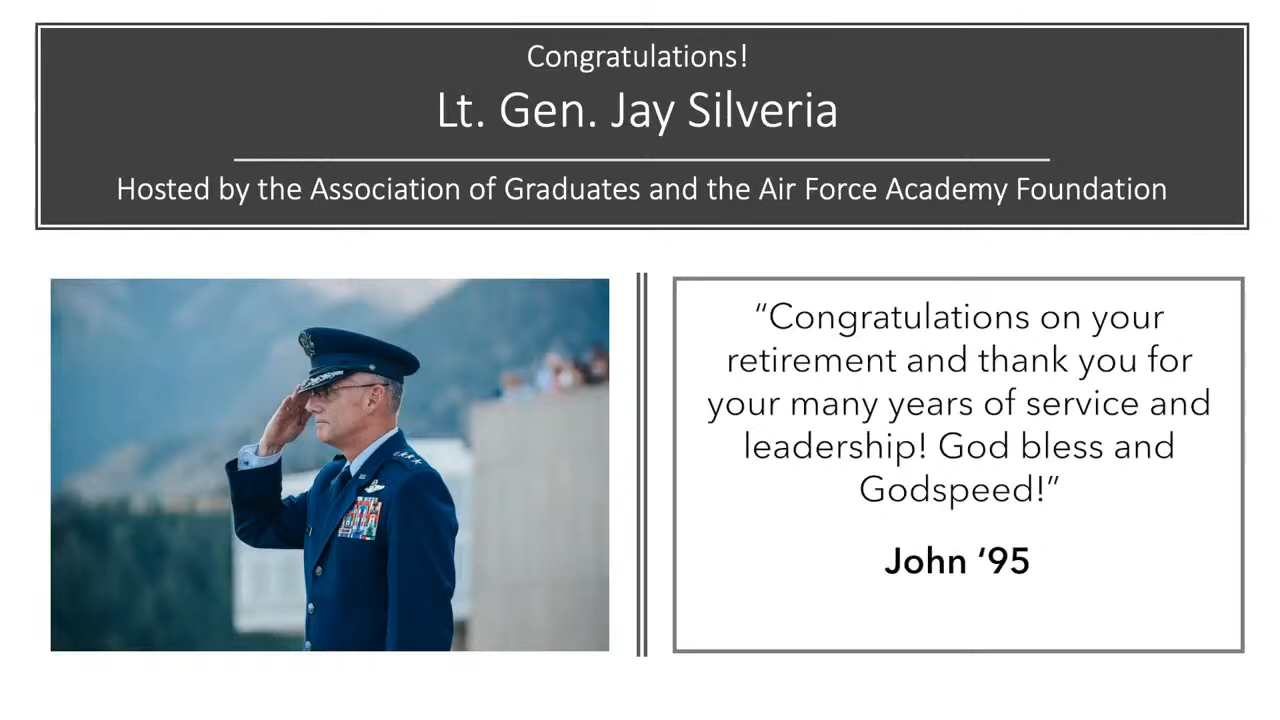 Congratulations!
Lt. Gen. Jay Silveria
Hosted by the Association of Graduates and the Air Force Academy Foundation
“Congratulations on your
retirement and thank you for
your many years of service and
leadership! God bless and
Godspeed!”
John ’95